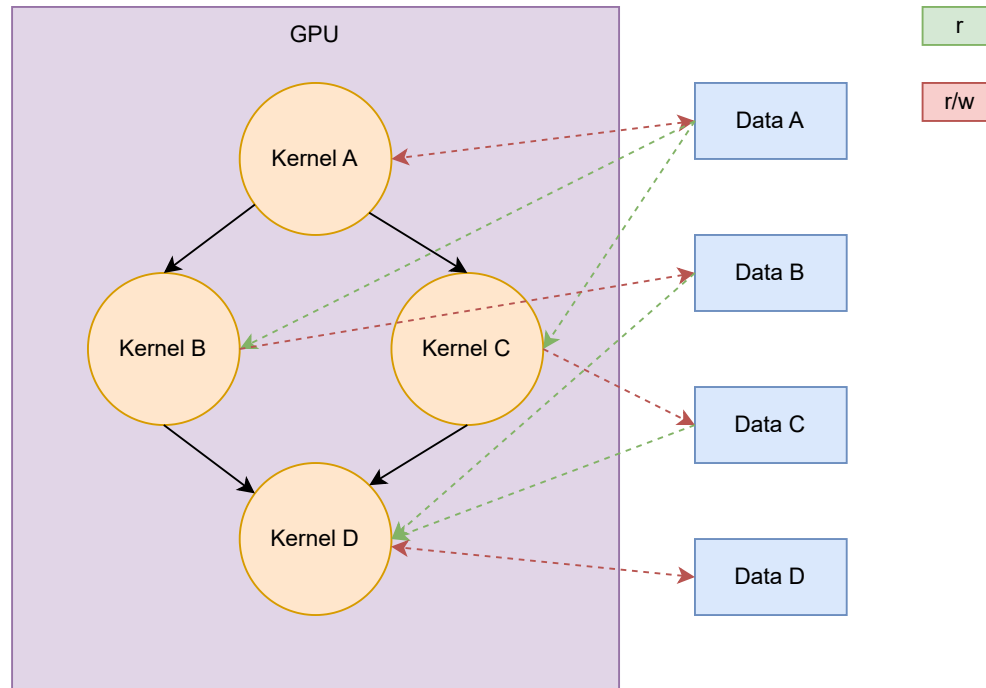 GPU
r
r/w
Kernel A
Data A
Data B
Kernel B
Kernel C
Data C
Kernel D
Data D